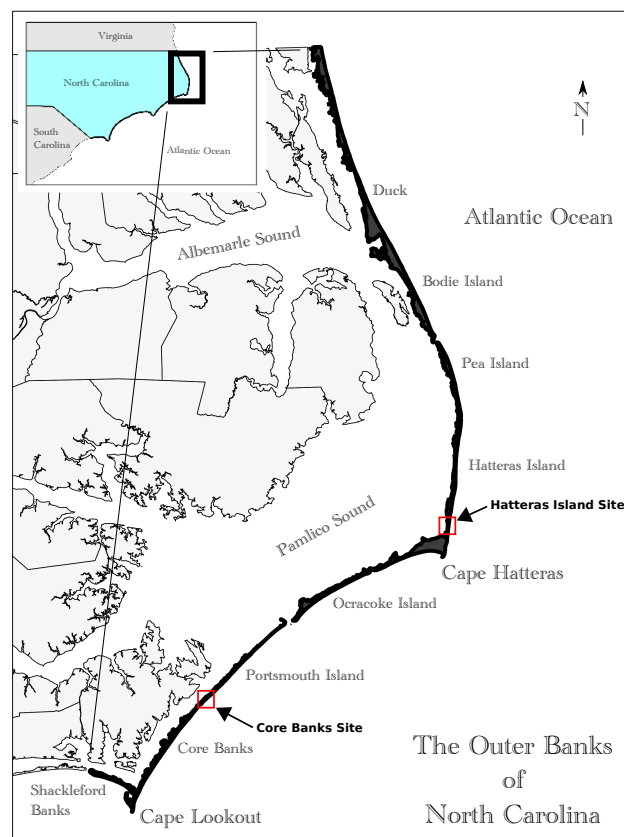 Virginia
North Carolina
South
Carolina
Atlantic Ocean
N
Duck
Atlantic Ocean
Albemarle Sound
Bodie Island
Pea Island
Hatteras Island
Hatteras Island Site
Pamlico Sound
Cape Hatteras
Ocracoke Island
Portsmouth Island
Core Banks Site
Core Banks
The Outer Banks
of
North Carolina
Shackleford
Banks
Cape Lookout